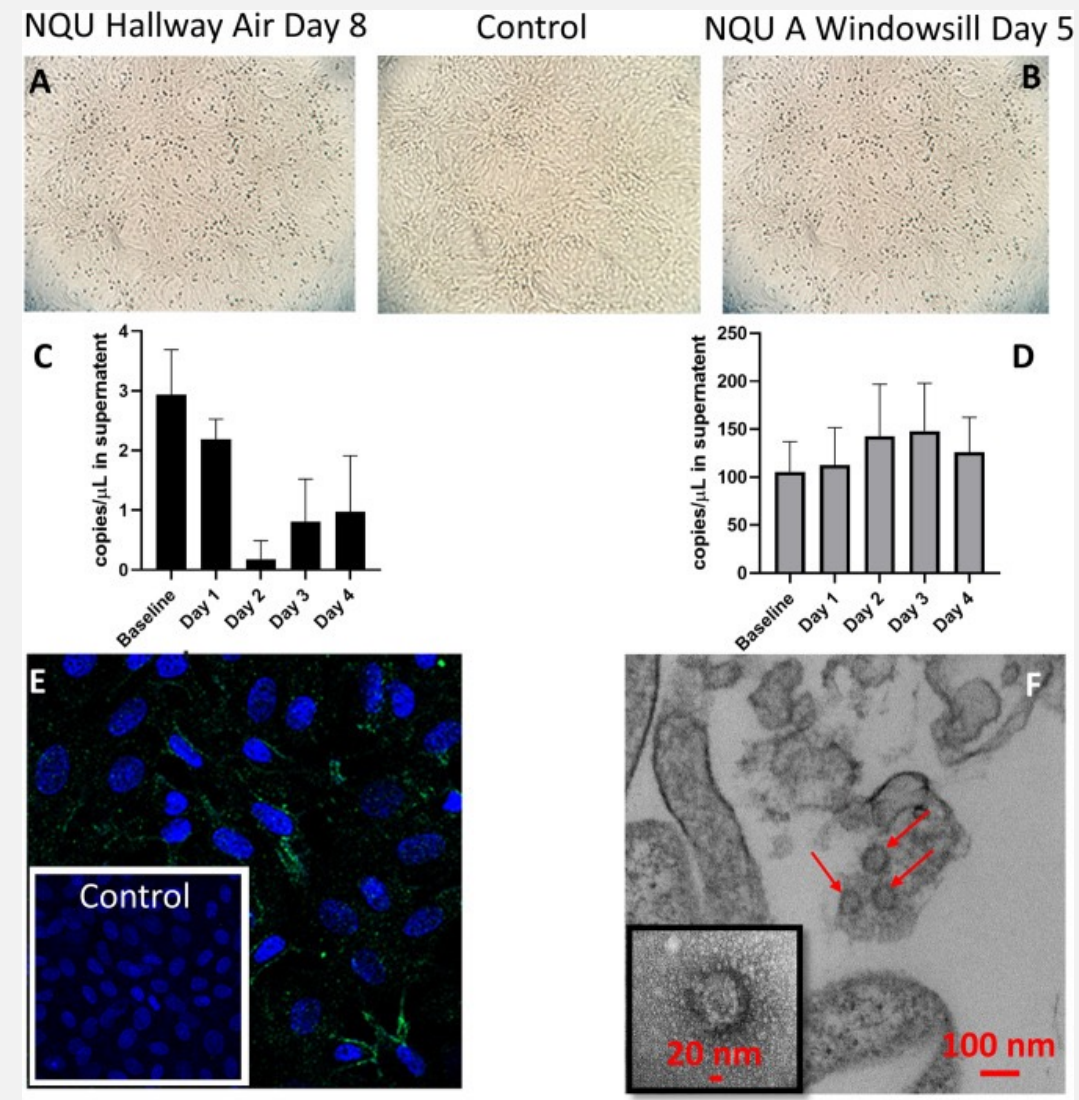 NQU Hallway Air Day 8
Control
NQU A Windowsill Day 5
A
B
C
copies/μL in supernatent
4
3
2
1
0
Baseline
Day 1
Day 2
Day 3
Day 4
D
copies/μL in supernatent
250
200
150
100
50
0
Baseline
Day 1
Day 2
Day 3
Day 4
E
Control
F
20 nm
100 nm